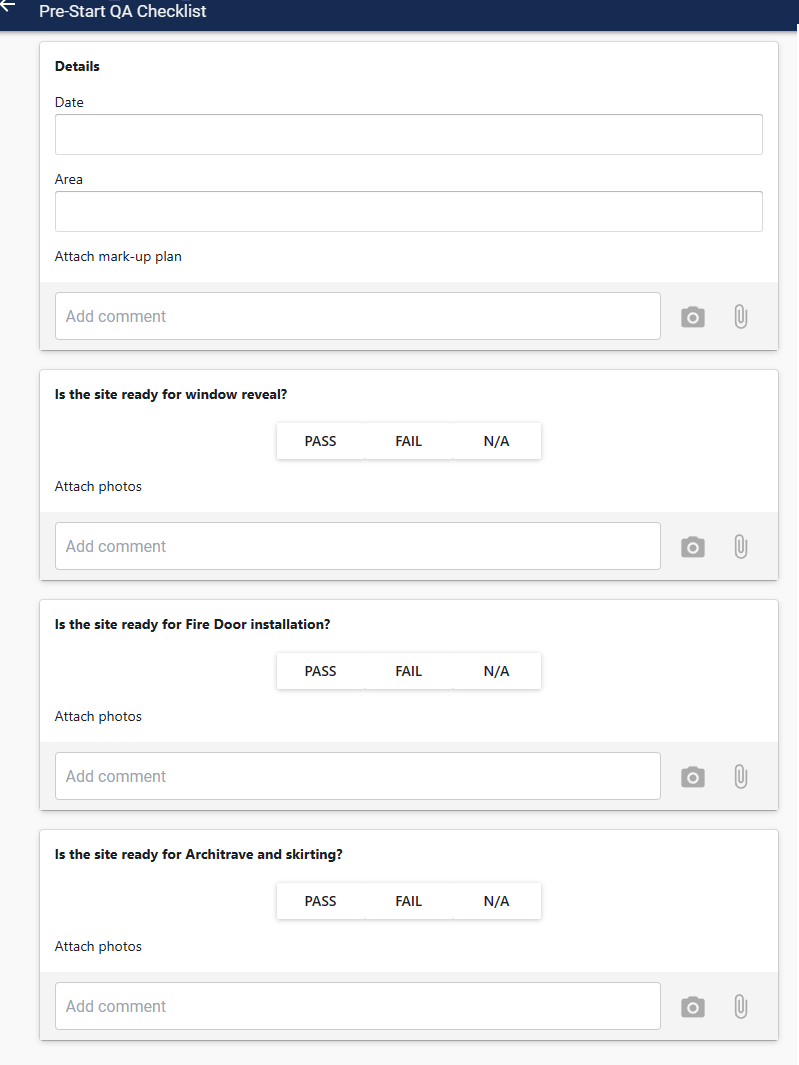 Pre-Start QA Checklist
Details
Date
Area
Attach mark-up plan
Add comment
Is the site ready for window reveal?
PASS FAIL N/A
Attach photos
Add comment
Is the site ready for Fire Door installation?
PASS FAIL N/A
Attach photos
Add comment
Is the site ready for Architrave and skirting?
PASS FAIL N/A
Attach photos
Add comment